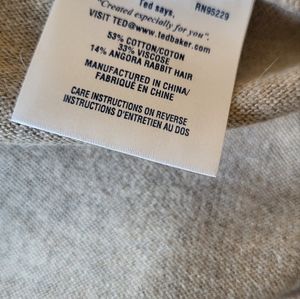 Ted says,
RN95229
"Created especially for you".
VISIT TED@www.tedbaker.com
53% COTTON/COTON
33% VISCOSE
14% ANGORA RABBIT HAIR
MANUFACTURED IN CHINA/
FABRIQUÉ EN CHINE
CARE INSTRUCTIONS ON REVERSE
INSTRUCTIONS D'ENTRETIEN AU DOS